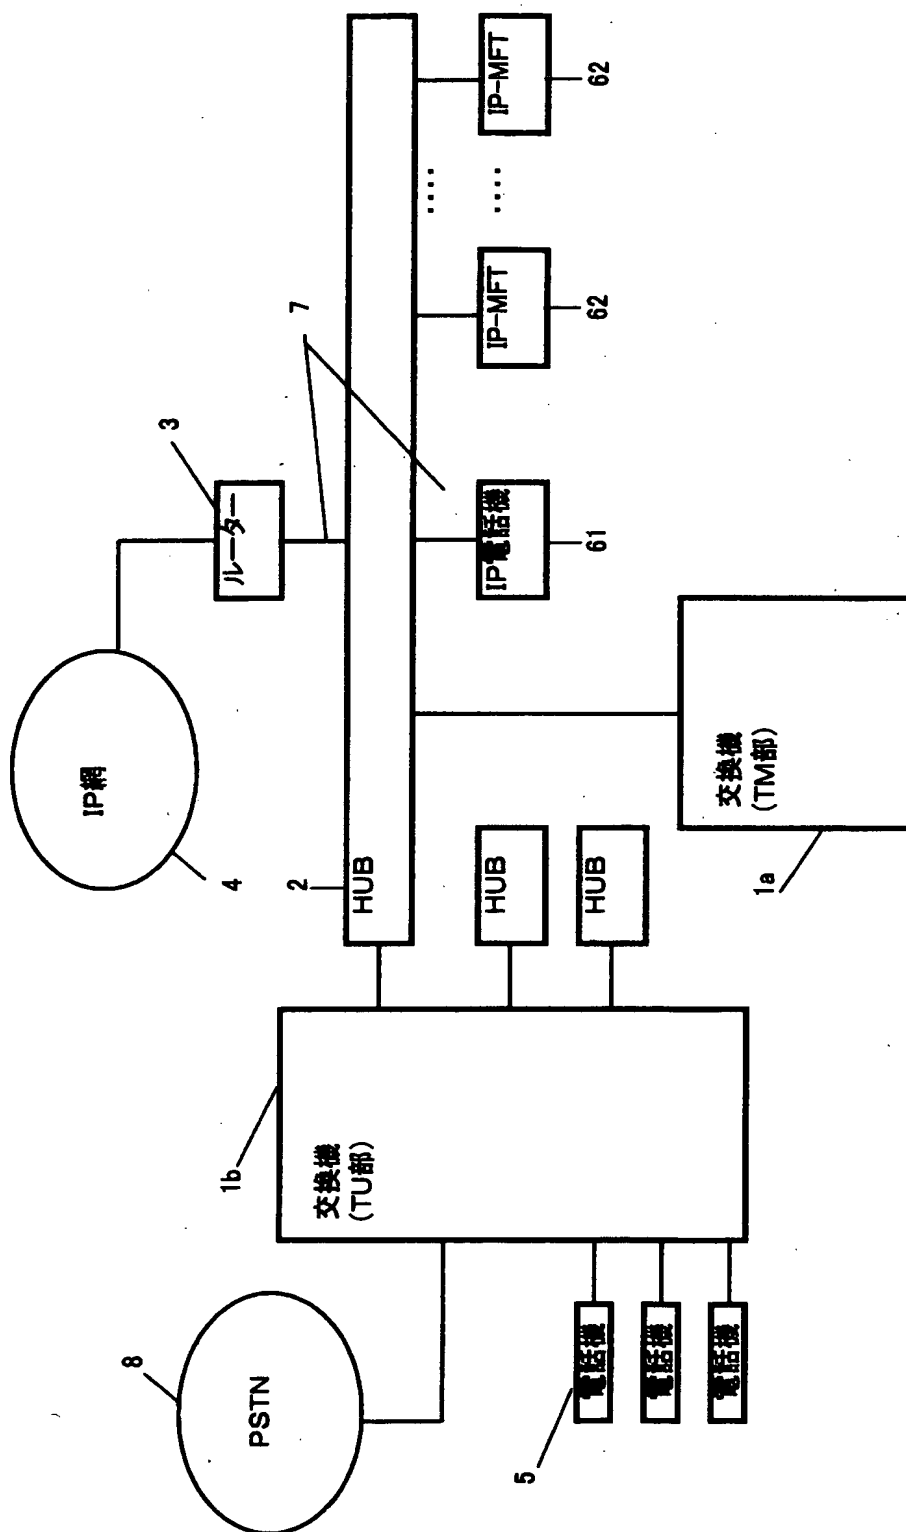 IP網
8
3
4
1b
ルーター
PSTN
7
2
交換機
(TU部)
HUB
....
HUB
IP電話機
IP-MFT
....
IP-MFT
5
電話機
HUB
61
62
62
電話機
電話機
交換機
(TM部)
1a